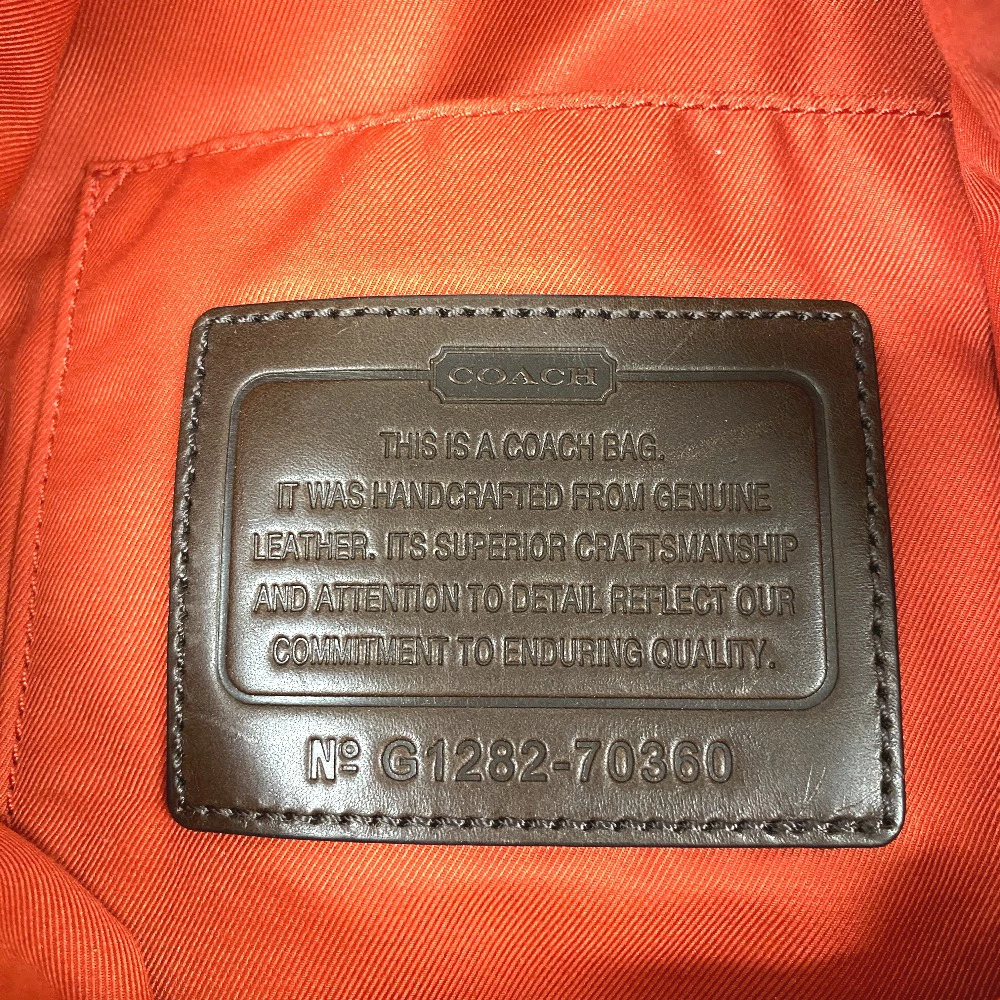 COACH
THIS IS A COACH BAG.
IT WAS HANDCRAFTED FROM GENUINE
LEATHER. ITS SUPERIOR CRAFTSMANSHIP
AND ATTENTION TO DETAIL REFLECT OUR
COMMITMENT TO ENDURING QUALITY.
Nº G1282-70360